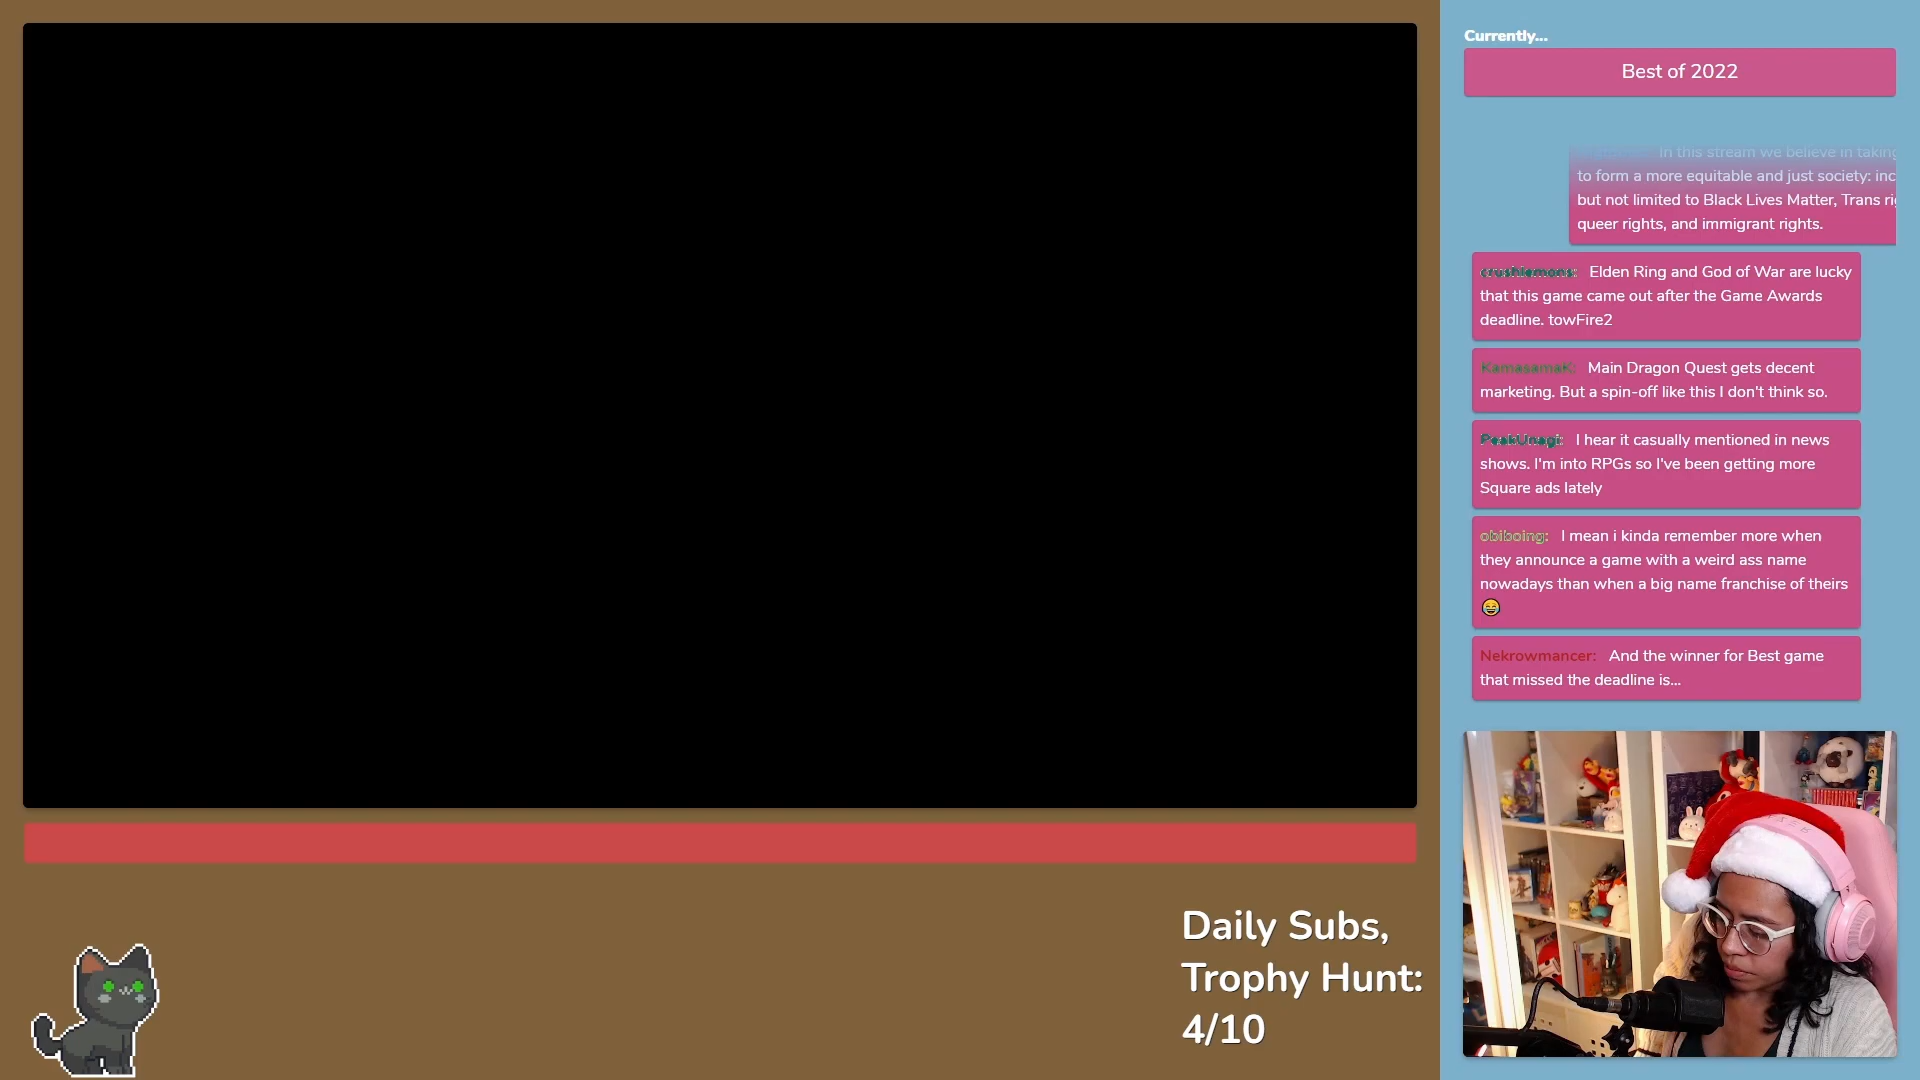 Currently...
Best of 2022
In this stream we believe in taking
to form a more equitable and just society: inc
but not limited to Black Lives Matter, Trans ri
queer rights, and immigrant rights.
crushlemons: Elden Ring and God of War are lucky
that this game came out after the Game Awards
deadline. towFire2
KamasamaK: Main Dragon Quest gets decent
marketing. But a spin-off like this I don't think so.
PeakUnagi: I hear it casually mentioned in news
shows. I'm into RPGs so I've been getting more
Square ads lately
obiboing: I mean i kinda remember more when
they announce a game with a weird ass name
nowadays than when a big name franchise of theirs
😄
Nekrowmancer: And the winner for Best game
that missed the deadline is...
Daily Subs,
Trophy Hunt:
4/10